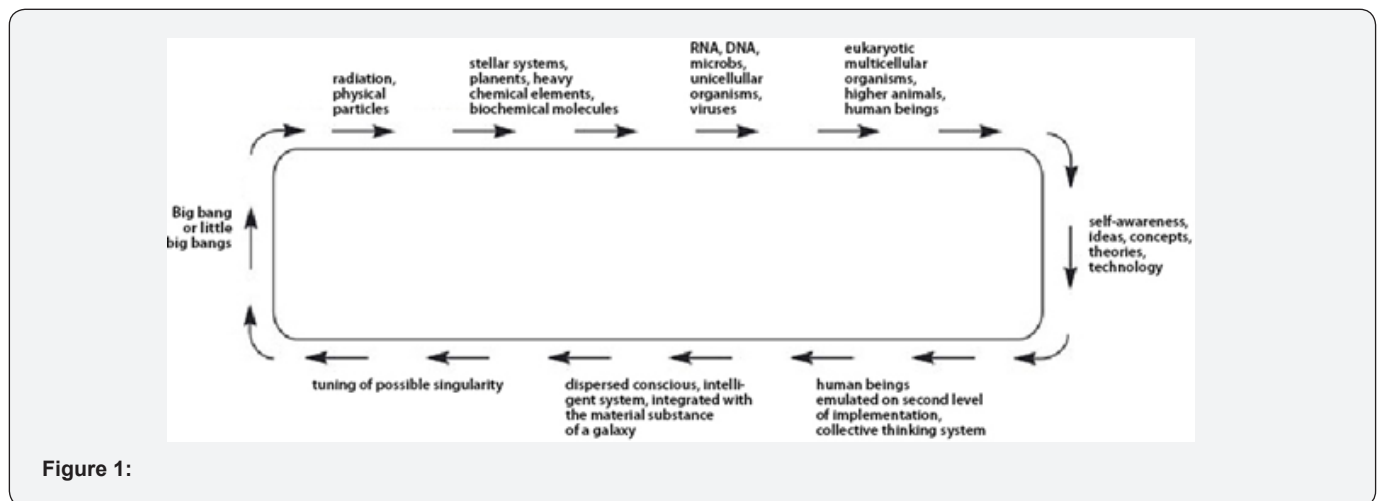 radiation,
physical
particles
stellar systems,
planents, heavy
chemical elements,
biochemical molecules
RNA, DNA,
microbs,
unicellullar
organisms,
viruses
eukaryotic
multicellular
organisms,
higher animals,
human beings
Big bang
or little
big bangs
self-awareness,
ideas, concepts,
theories,
technology
tuning of possible singularity
dispersed conscious, intelli-
gent system, integrated with
the material substance
of a galaxy
human beings
emulated on second level
of implementation,
collective thinking system
Figure 1: